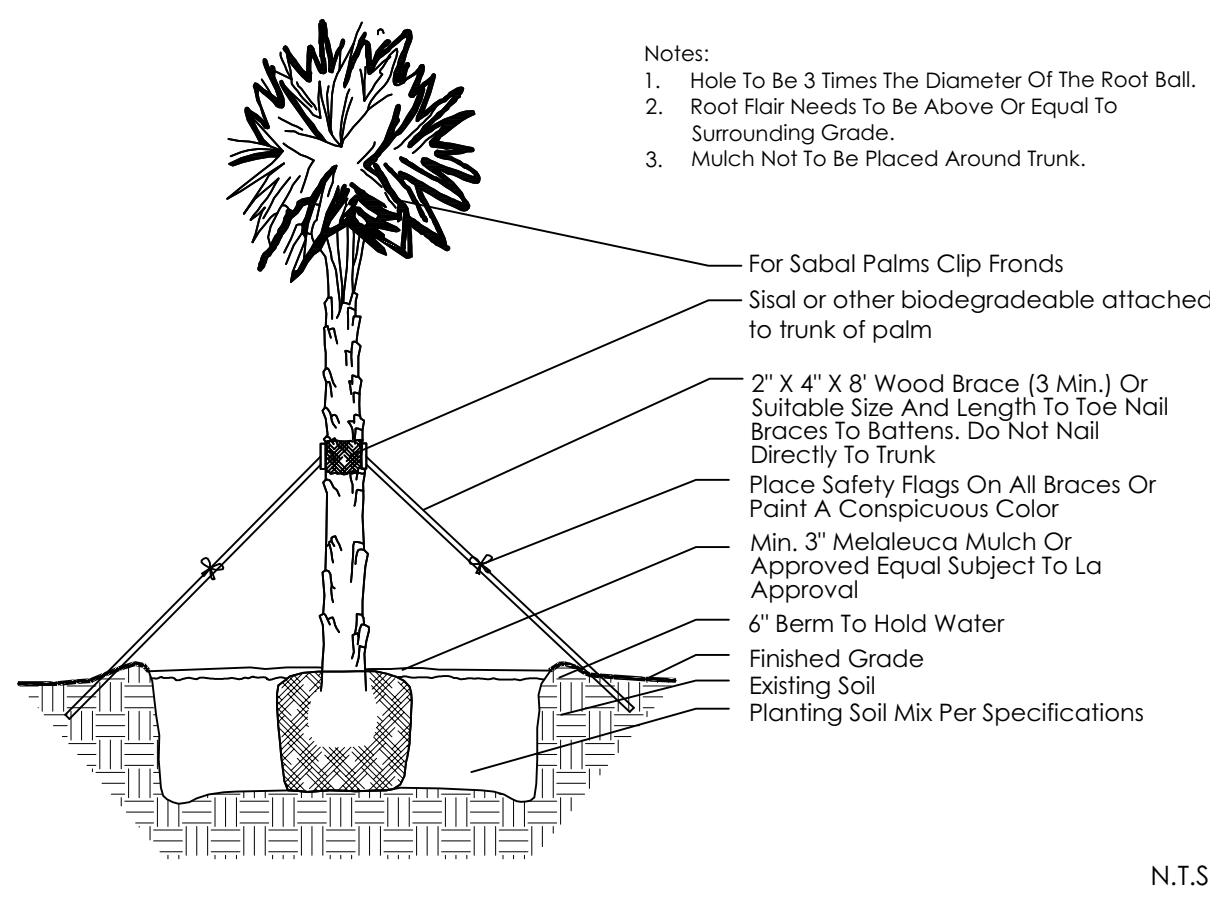 Notes:
1. Hole To Be 3 Times The Diameter Of The Root Ball.
2. Root Flair Needs To Be Above Or Equal To
Surrounding Grade.
3. Mulch Not To Be Placed Around Trunk.
For Sabal Palms Clip Fronds
Sisal or other biodegradeable attached
to trunk of palm
2" X 4" X 8' Wood Brace (3 Min.) Or
Suitable Size And Length To Toe Nail
Braces To Battens. Do Not Nail
Directly To Trunk
Place Safety Flags On All Braces Or
Paint A Conspicuous Color
Min. 3" Melaleuca Mulch Or
Approved Equal Subject To La
Approval
6" Berm To Hold Water
Finished Grade
Existing Soil
Planting Soil Mix Per Specifications
N.T.S